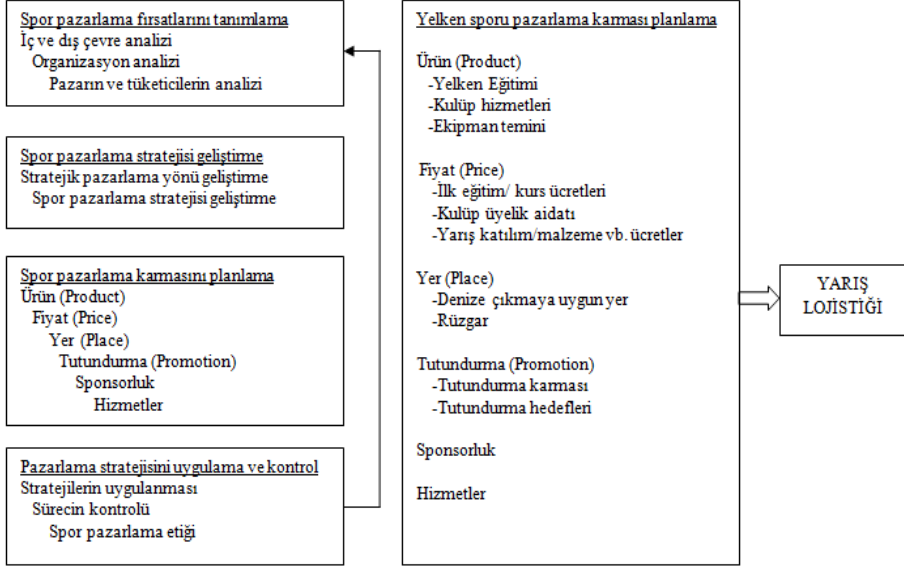 Spor pazarlama fırsatlarını tanımlama
İç ve dış çevre analizi
Organizasyon analizi
Pazarın ve tüketicilerin analizi
Spor pazarlama stratejisi geliştirme
Stratejik pazarlama yönü geliştirme
Spor pazarlama stratejisi geliştirme
Spor pazarlama karmasını planlama
Ürün (Product)
Fiyat (Price)
Yer (Place)
Tutundurma (Promotion)
Sponsorluk
Hizmetler
Pazarlama stratejisini uygulama ve kontrol
Stratejilerin uygulanması
Sürecin kontrolü
Spor pazarlama etiği
Yelken sporu pazarlama karması planlama
Ürün (Product)
-Yelken Eğitimi
-Kulüp hizmetleri
-Ekipman temini
Fiyat (Price)
-İlk eğitim/ kurs ücretleri
-Kulüp üyelik aidatı
-Yarış katılım/malzeme vb. ücretler
Yer (Place)
-Denize çıkmaya uygun yer
-Rüzgar
Tutundurma (Promotion)
-Tutundurma karması
-Tutundurma hedefleri
Sponsorluk
Hizmetler
YARIŞ
LOJİSTİĞİ